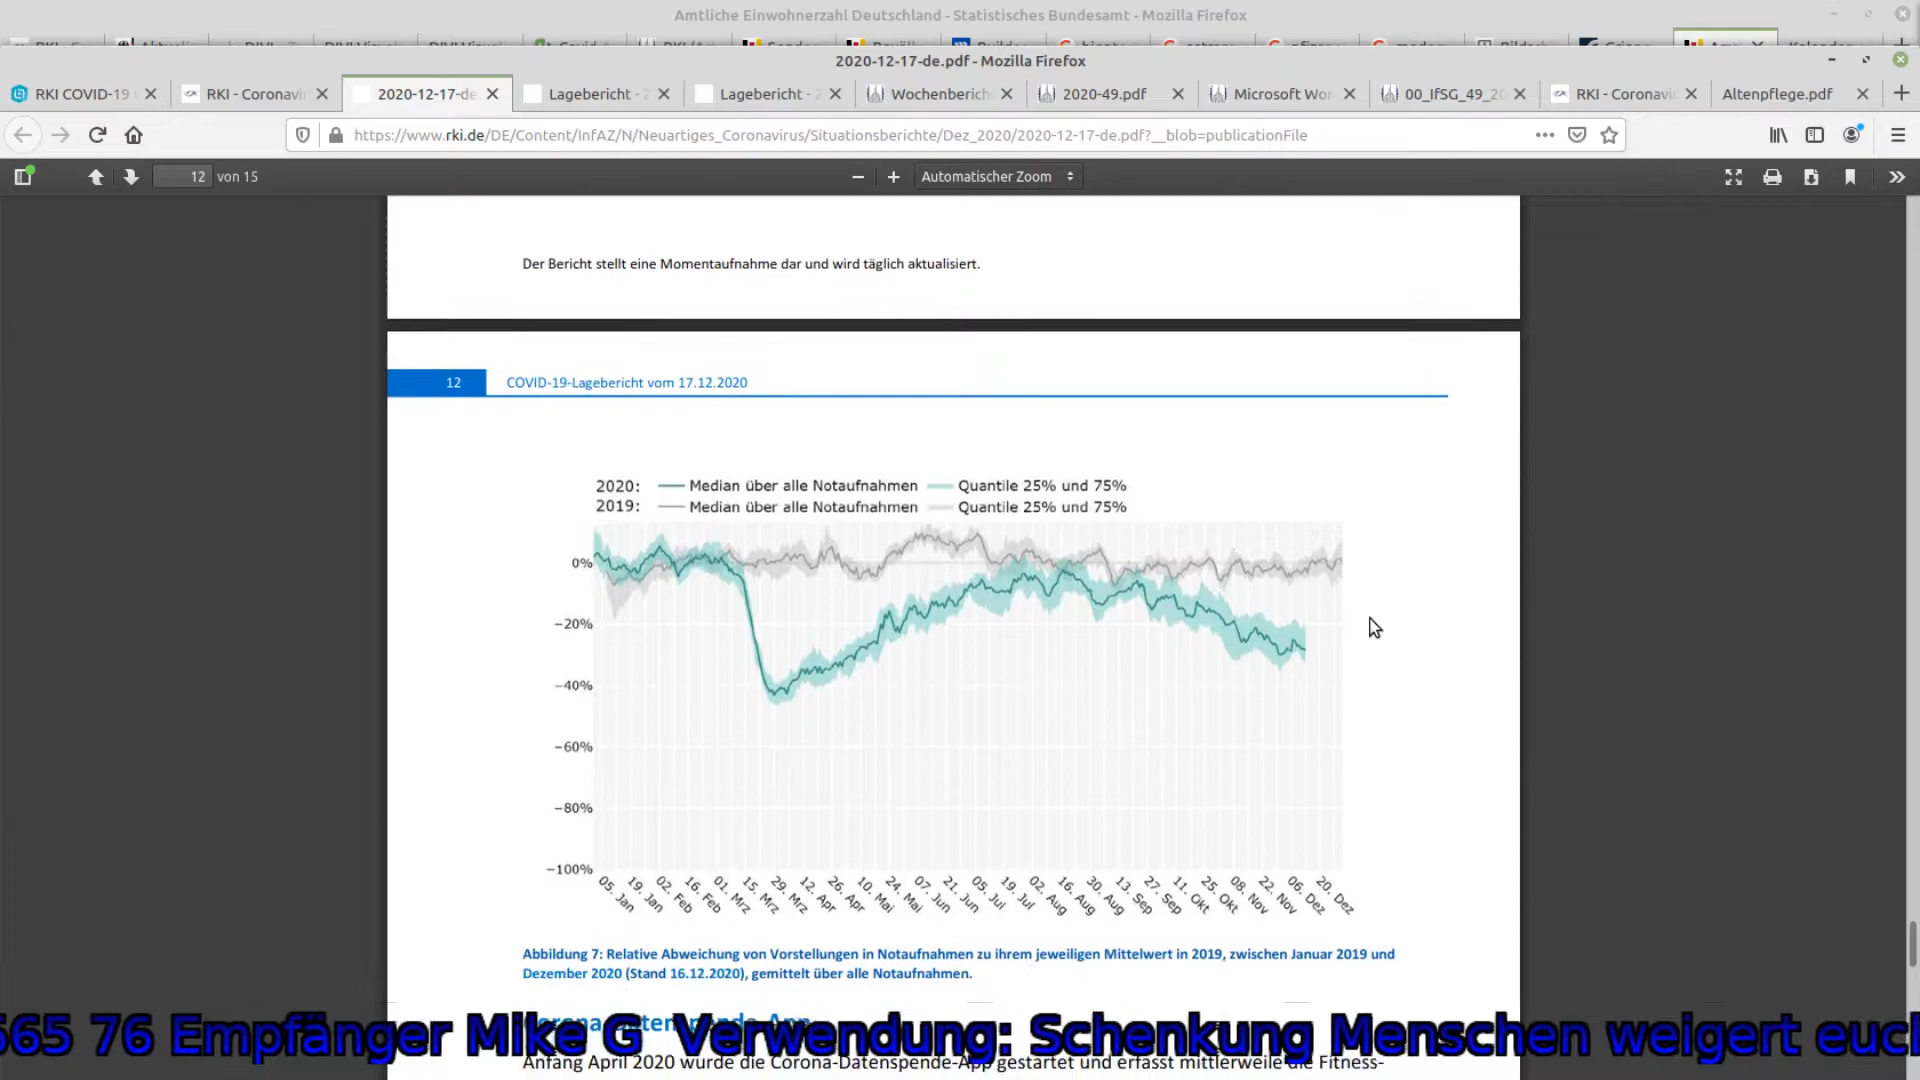 Amtliche Einwohnerzahl Deutschland - Statistisches Bundesamt - Mozilla Firefox
2020-12-17-de.pdf - Mozilla Firefox
RKI COVID-19
RKI - Coronavi
2020-12-17-de
Lagebericht -
Lagebericht -
Wochenberich
2020-49.pdf
Microsoft Wor
00_IfSG_49_20
RKI - Coronavi
Altenpflege.pdf
https://www.rki.de/DE/Content/InfAZ/N/Neuartiges_Coronavirus/Situationsberichte/Dez_2020/2020-12-17-de.pdf?__blob=publicationFile
12 von 15
Automatischer Zoom
Der Bericht stellt eine Momentaufnahme dar und wird täglich aktualisiert.
12 COVID-19-Lagebericht vom 17.12.2020
2020: Median über alle Notaufnahmen Quantile 25% und 75%
2019: Median über alle Notaufnahmen Quantile 25% und 75%
0%
−20%
−40%
−60%
−80%
−100%
05. Jan
19. Jan
02. Feb
16. Feb
01. Mrz
15. Mrz
29. Mrz
12. Apr
26. Apr
10. Mai
24. Mai
07. Jun
21. Jun
05. Jul
19. Jul
02. Aug
16. Aug
30. Aug
13. Sep
27. Sep
11. Okt
25. Okt
08. Nov
22. Nov
06. Dez
20. Dez
Abbildung 7: Relative Abweichung von Vorstellungen in Notaufnahmen zu ihrem jeweiligen Mittelwert in 2019, zwischen Januar 2019 und
Dezember 2020 (Stand 16.12.2020), gemittelt über alle Notaufnahmen.
565 76 Empfänger Mike G Verwendung: Schenkung Menschen weigert euch
Anfang April 2020 wurde die Corona-Datenspende-App gestartet und erfasst mittlerweile die Fitness-